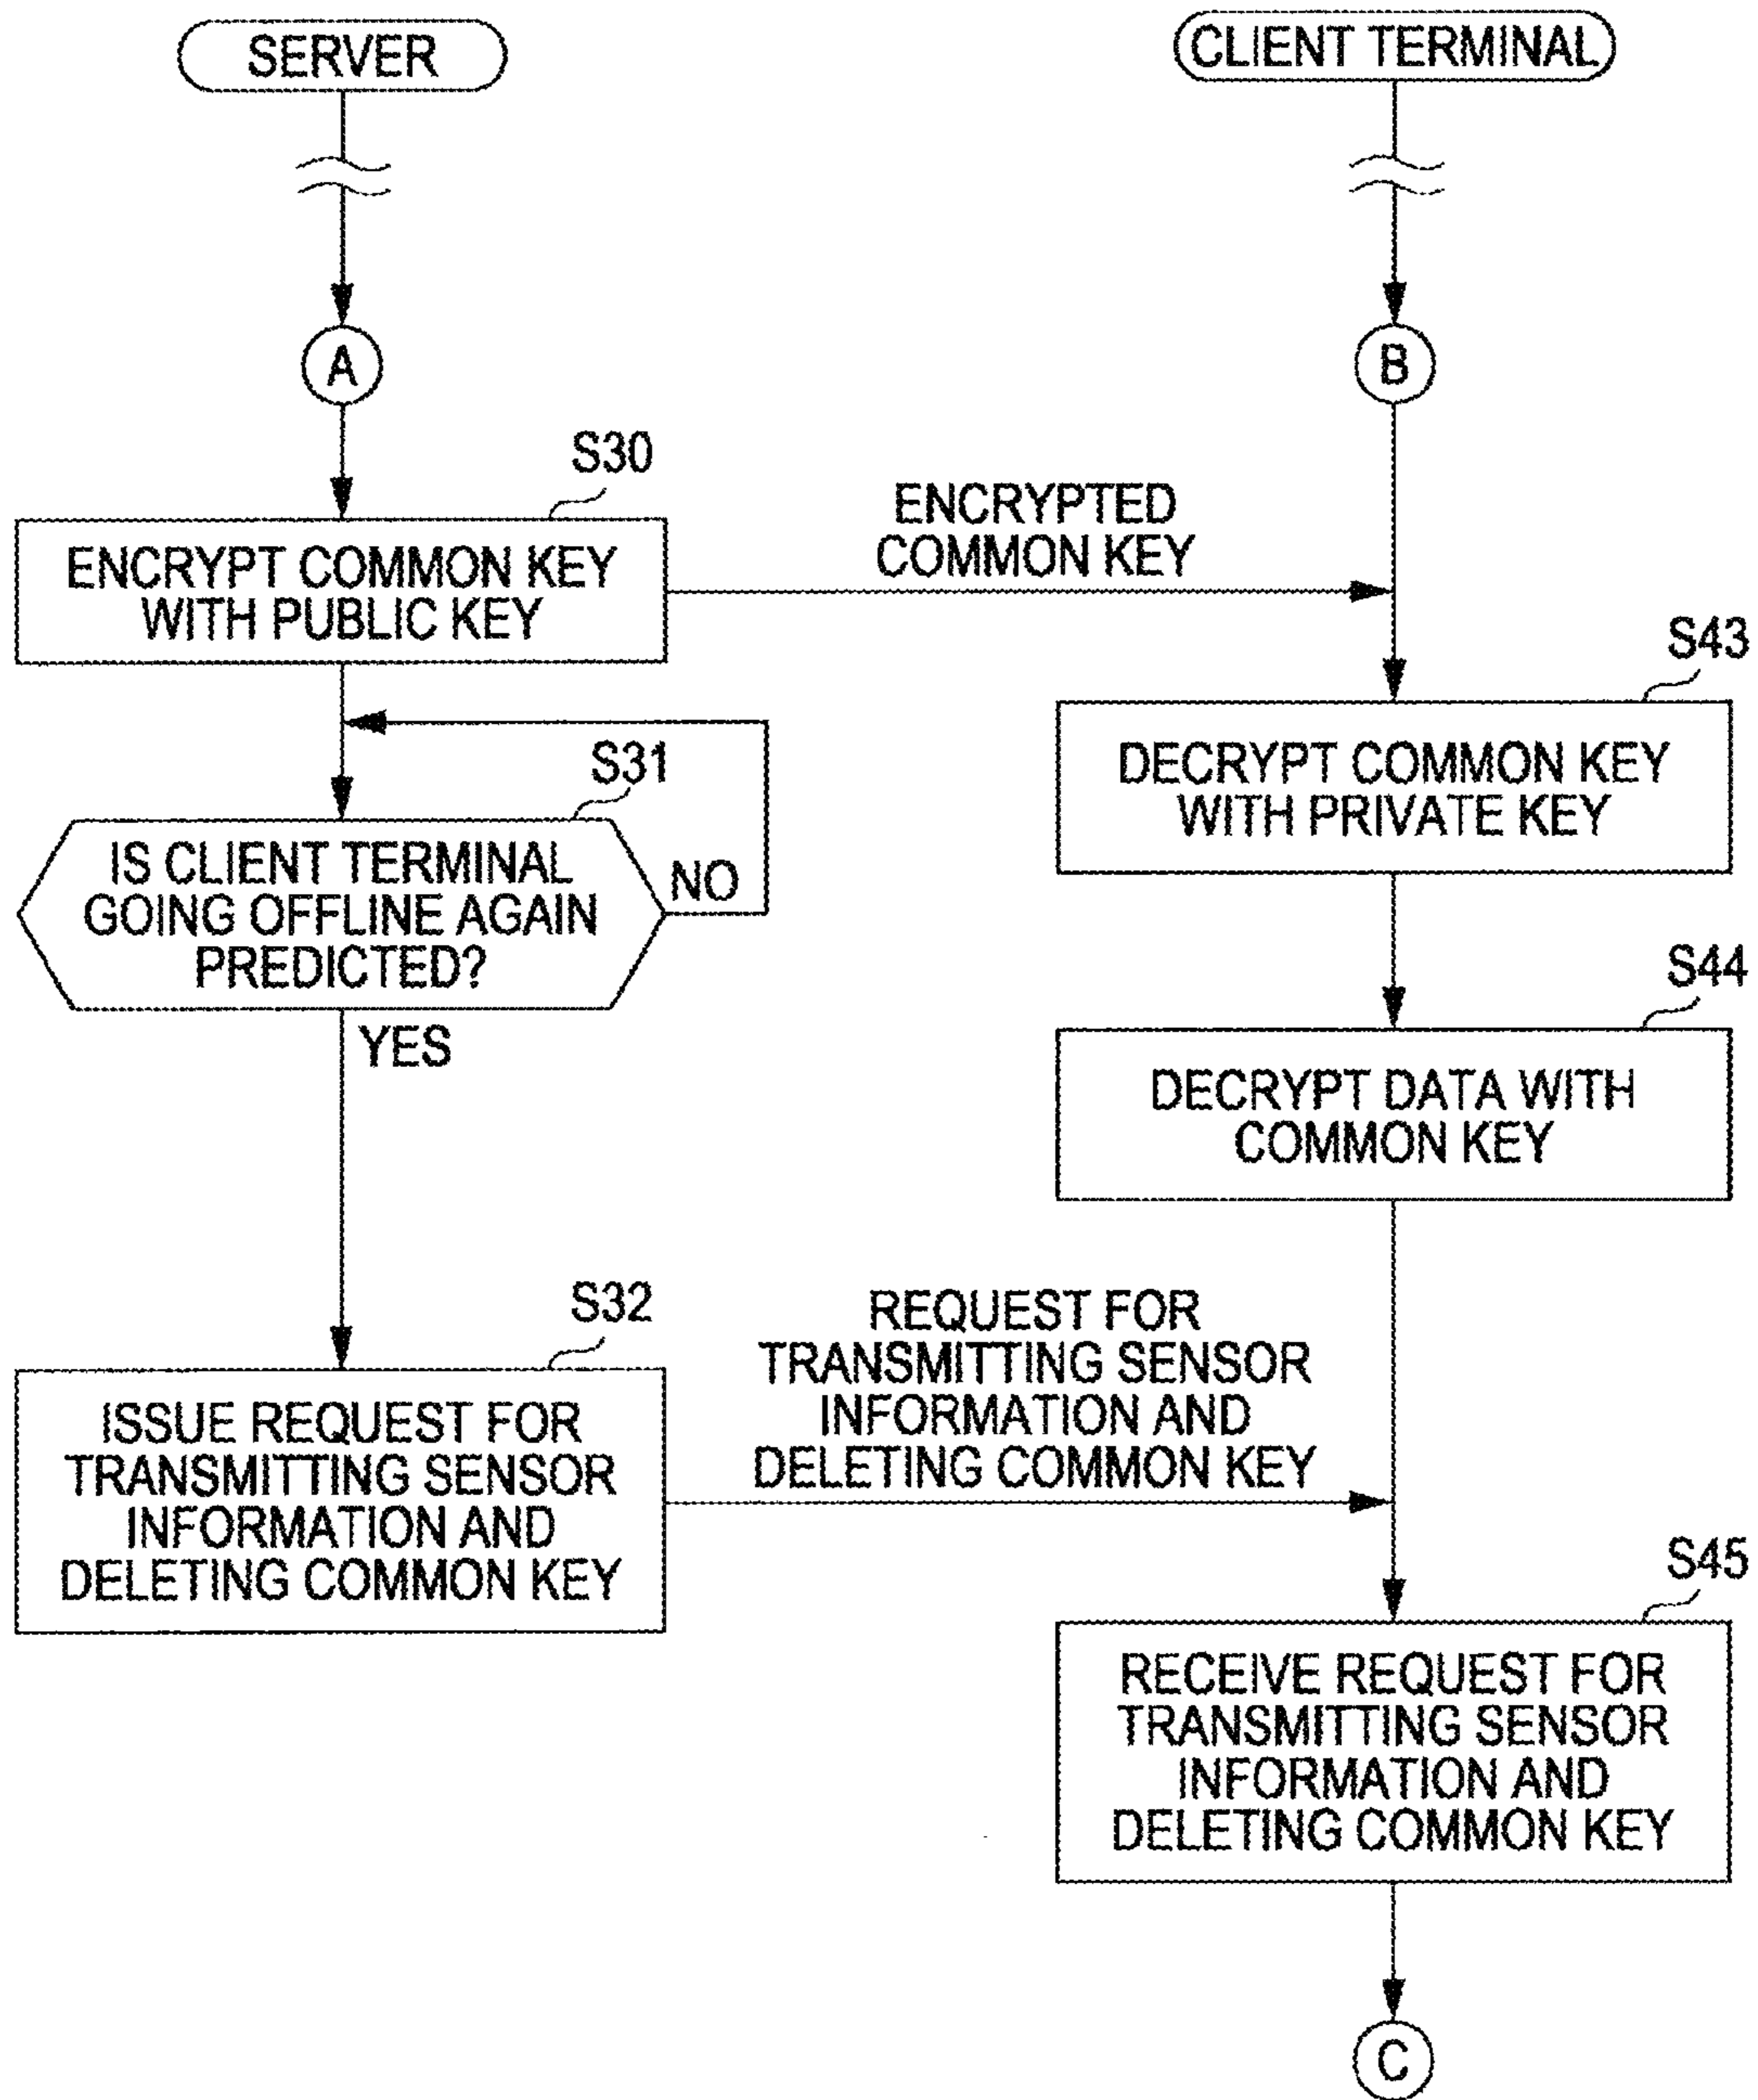 SERVER
CLIENT TERMINAL
A
B
S30
ENCRYPT COMMON KEY
WITH PUBLIC KEY
ENCRYPTED
COMMON KEY
S43
DECRYPT COMMON KEY
WITH PRIVATE KEY
S31
IS CLIENT TERMINAL
GOING OFFLINE AGAIN
PREDICTED?
NO
YES
S44
DECRYPT DATA WITH
COMMON KEY
S32
ISSUE REQUEST FOR
TRANSMITTING SENSOR
INFORMATION AND
DELETING COMMON KEY
REQUEST FOR
TRANSMITTING SENSOR
INFORMATION AND
DELETING COMMON KEY
S45
RECEIVE REQUEST FOR
TRANSMITTING SENSOR
INFORMATION AND
DELETING COMMON KEY
C